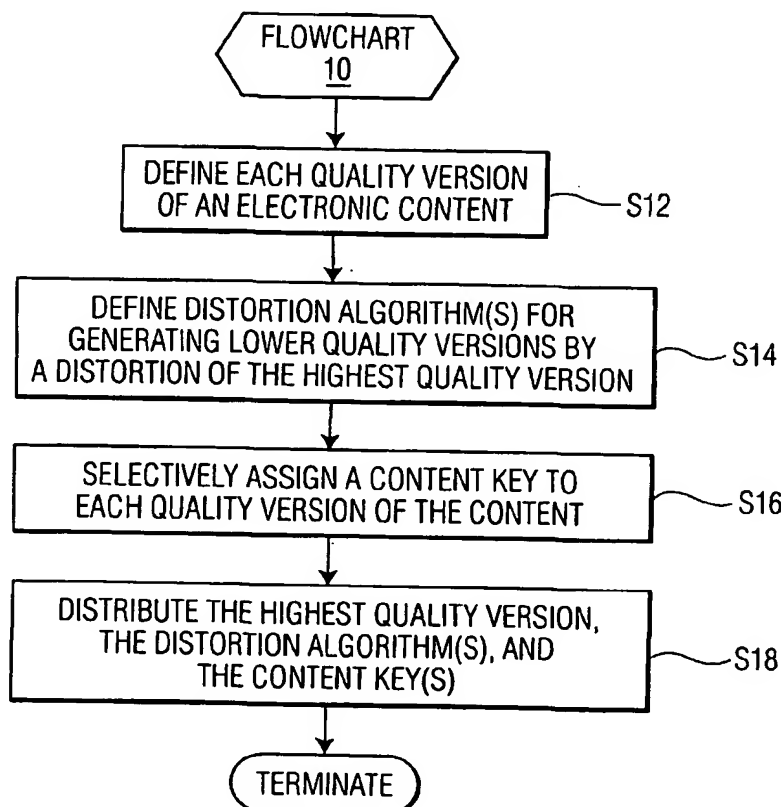 FLOWCHART
10
DEFINE EACH QUALITY VERSION
OF AN ELECTRONIC CONTENT
S12
DEFINE DISTORTION ALGORITHM(S) FOR
GENERATING LOWER QUALITY VERSIONS BY
A DISTORTION OF THE HIGHEST QUALITY VERSION
S14
SELECTIVELY ASSIGN A CONTENT KEY TO
EACH QUALITY VERSION OF THE CONTENT
S16
DISTRIBUTE THE HIGHEST QUALITY VERSION,
THE DISTORTION ALGORITHM(S), AND
THE CONTENT KEY(S)
S18
TERMINATE